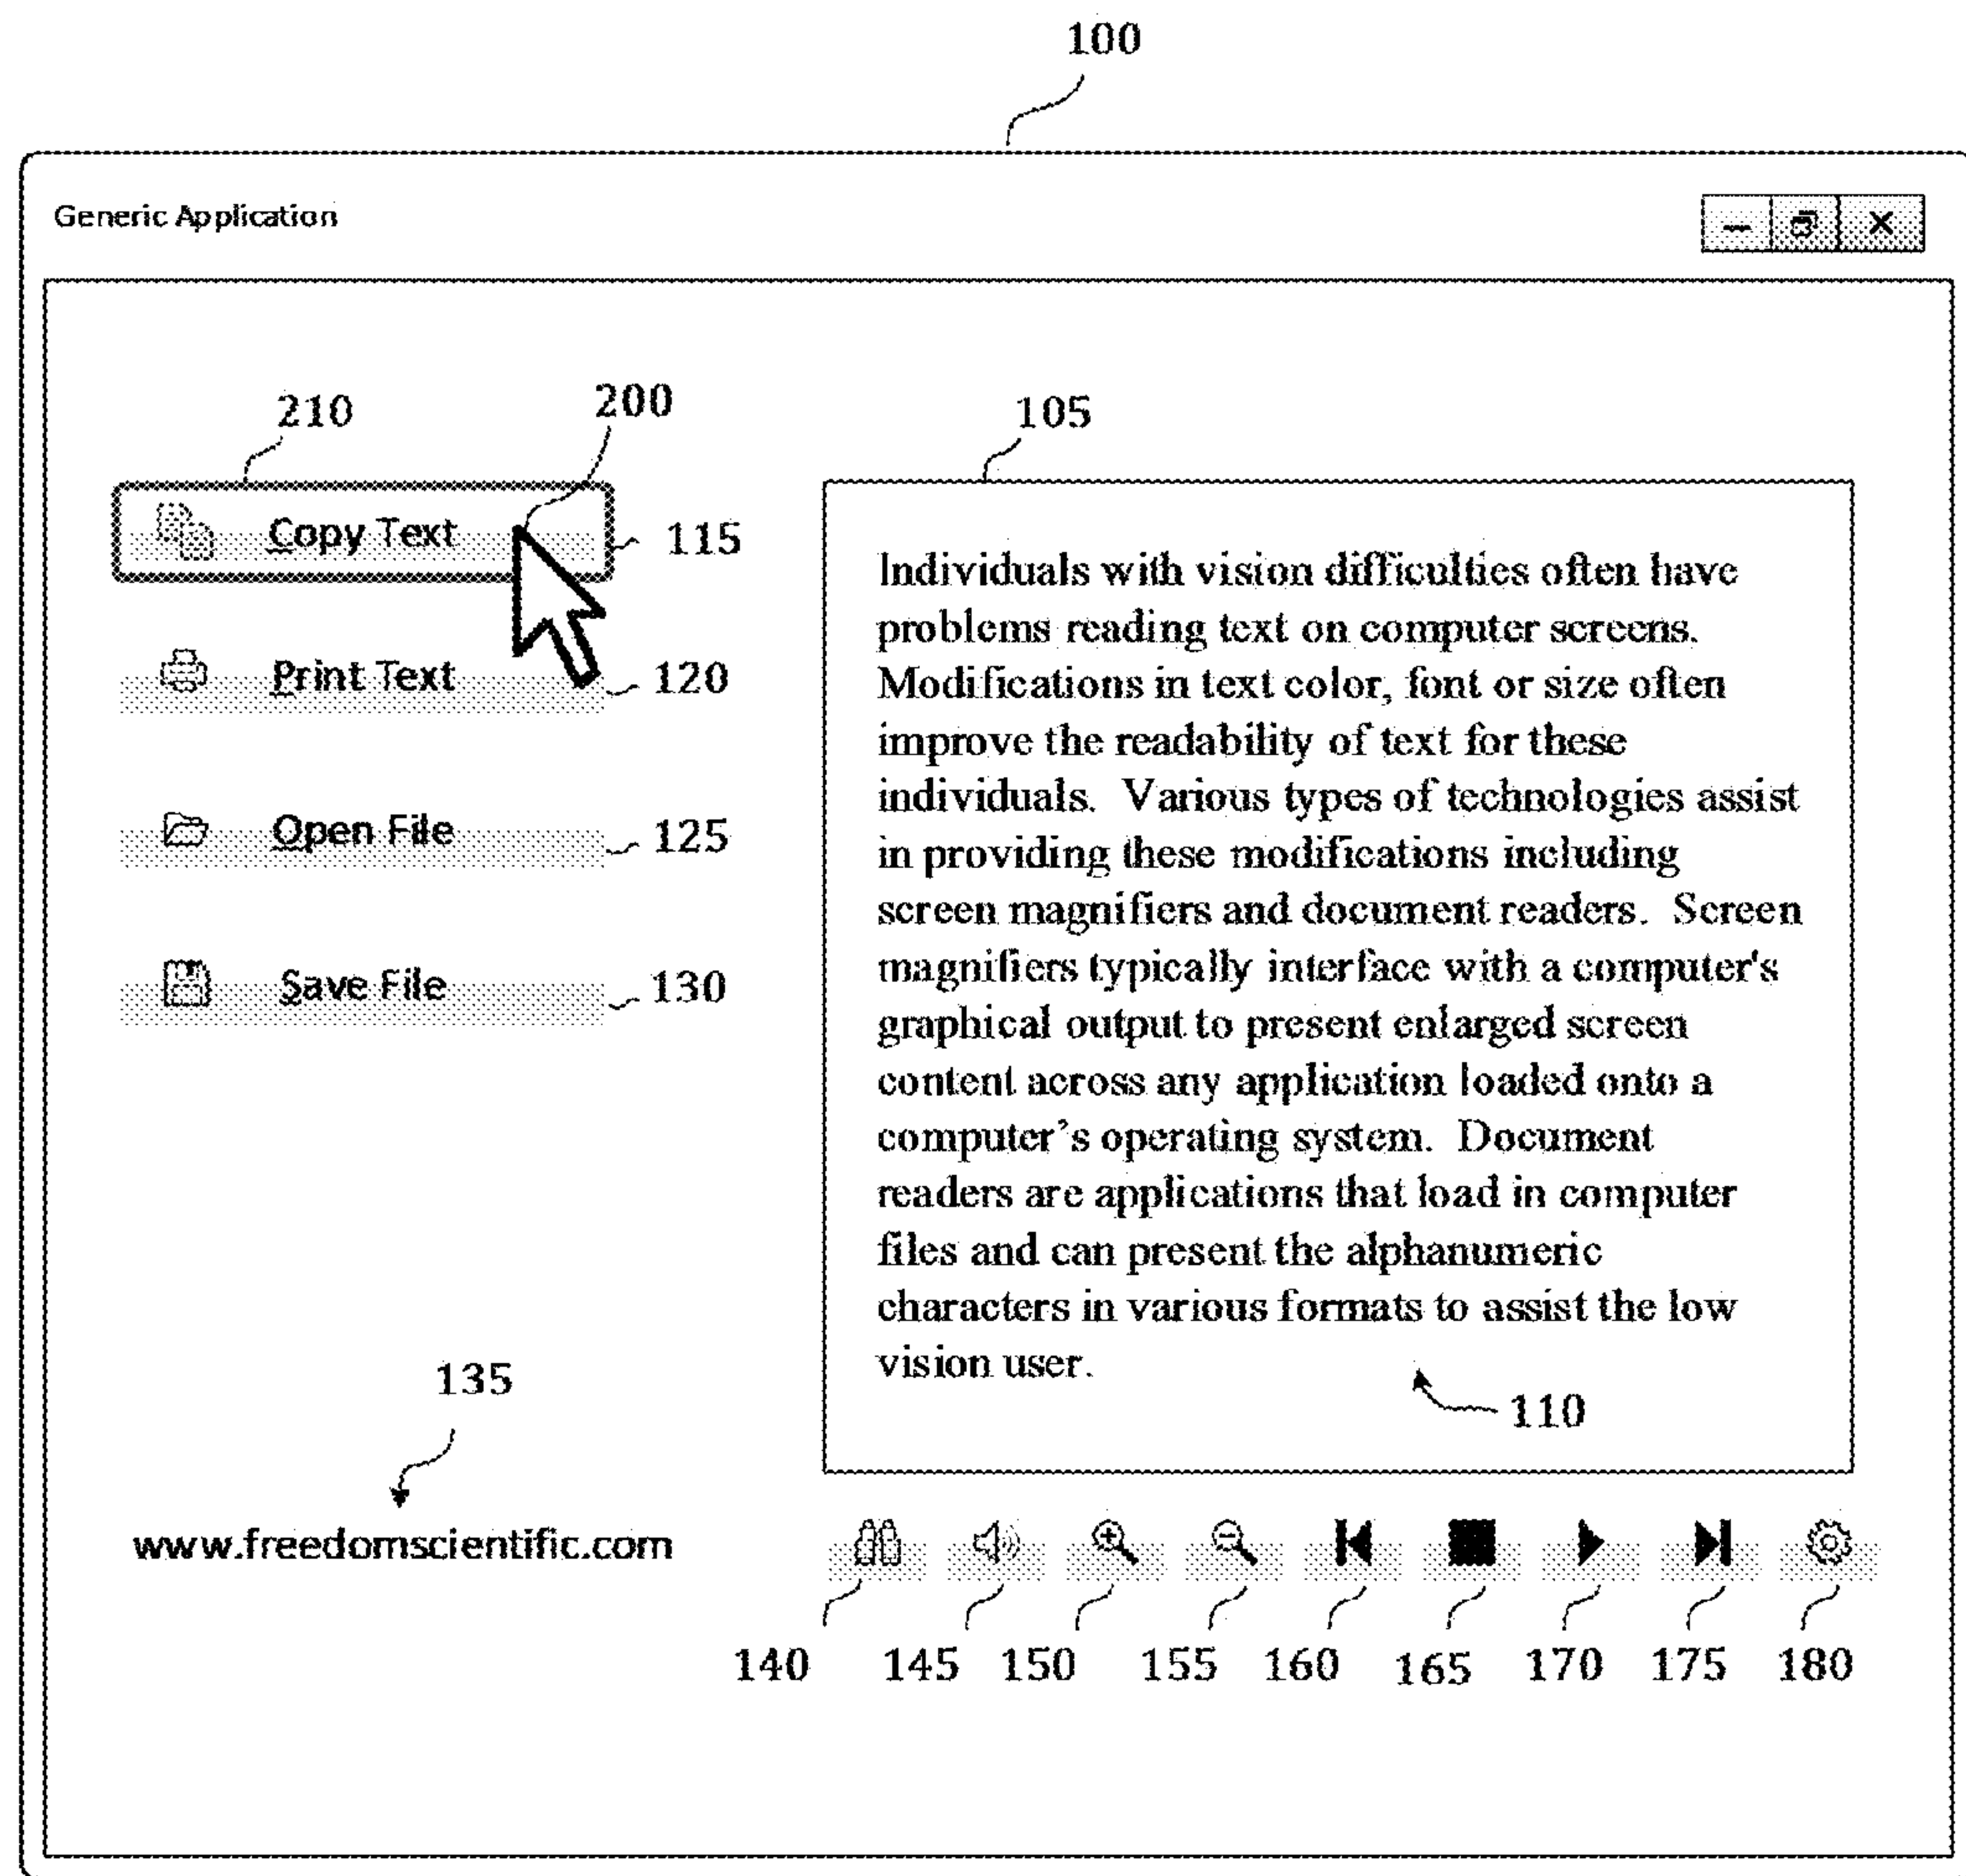 100
Generic Application
210
200
105
Copy Text
115
Print Text
120
Open File
125
Save File
130
Individuals with vision difficulties often have
problems reading text on computer screens.
Modifications in text color, font or size often
improve the readability of text for these
individuals.  Various types of technologies assist
in providing these modifications including
screen magnifiers and document readers.  Screen
magnifiers typically interface with a computer's
graphical output to present enlarged screen
content across any application loaded onto a
computer’s operating system.  Document
readers are applications that load in computer
files and can present the alphanumeric
characters in various formats to assist the low
vision user.
110
135
www.freedomscientific.com
140 145 150 155 160 165 170 175 180